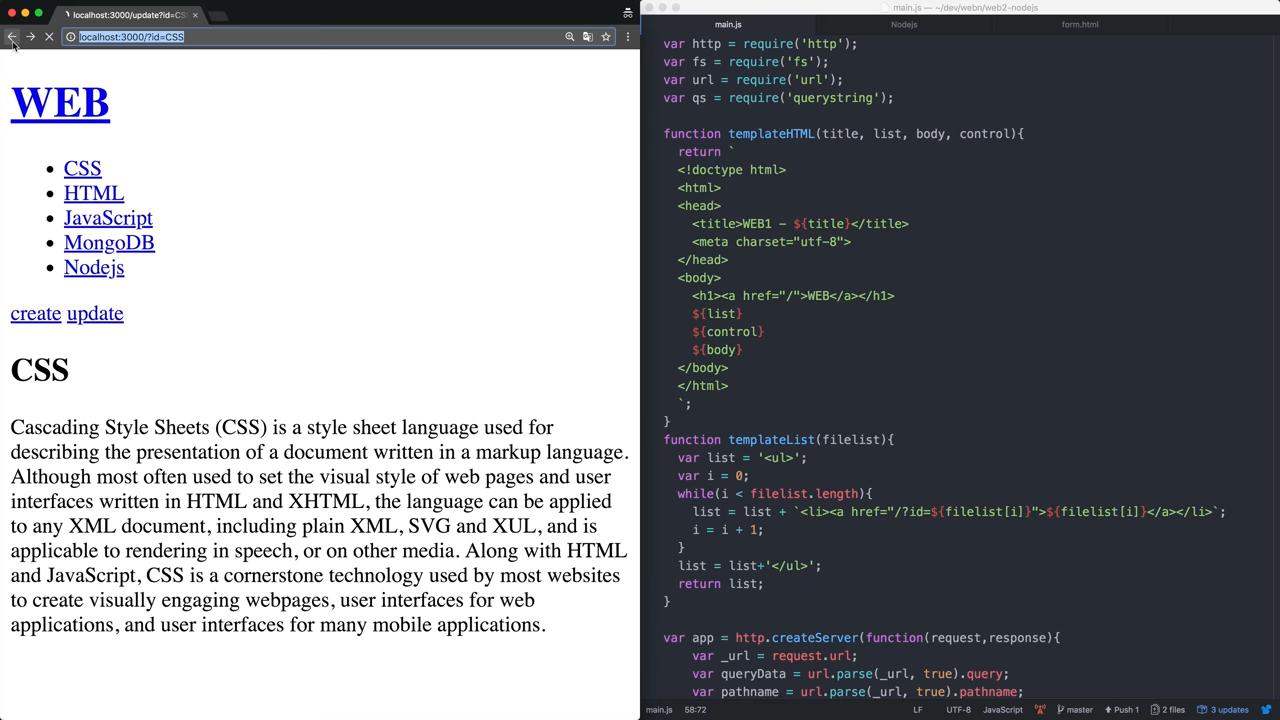 localhost:3000/update?id=CSS
localhost:3000/?id=CSS
WEB
CSS
HTML
JavaScript
MongoDB
Nodejs
create update
CSS
Cascading Style Sheets (CSS) is a style sheet language used for
describing the presentation of a document written in a markup language.
Although most often used to set the visual style of web pages and user
interfaces written in HTML and XHTML, the language can be applied
to any XML document, including plain XML, SVG and XUL, and is
applicable to rendering in speech, or on other media. Along with HTML
and JavaScript, CSS is a cornerstone technology used by most websites
to create visually engaging webpages, user interfaces for web
applications, and user interfaces for many mobile applications.
main.js — ~/dev/webn/web2-nodejs
main.js Nodejs form.html
var http = require('http');
var fs = require('fs');
var url = require('url');
var qs = require('querystring');
function templateHTML(title, list, body, control){
return `
<!doctype html>
<html>
<head>
<title>WEB1 - ${title}</title>
<meta charset="utf-8">
</head>
<body>
<h1><a href="/">WEB</a></h1>
${list}
${control}
${body}
</body>
</html>
`;
}
function templateList(filelist){
var list = '<ul>';
var i = 0;
while(i < filelist.length){
list = list + `<li><a href="/?id=${filelist[i]}">${filelist[i]}</a></li>`;
i = i + 1;
}
list = list+'</ul>';
return list;
}
var app = http.createServer(function(request,response){
var _url = request.url;
var queryData = url.parse(_url, true).query;
var pathname = url.parse(_url, true).pathname;
main.js 58:72 LF UTF-8 JavaScript master Push 1 2 files 3 updates